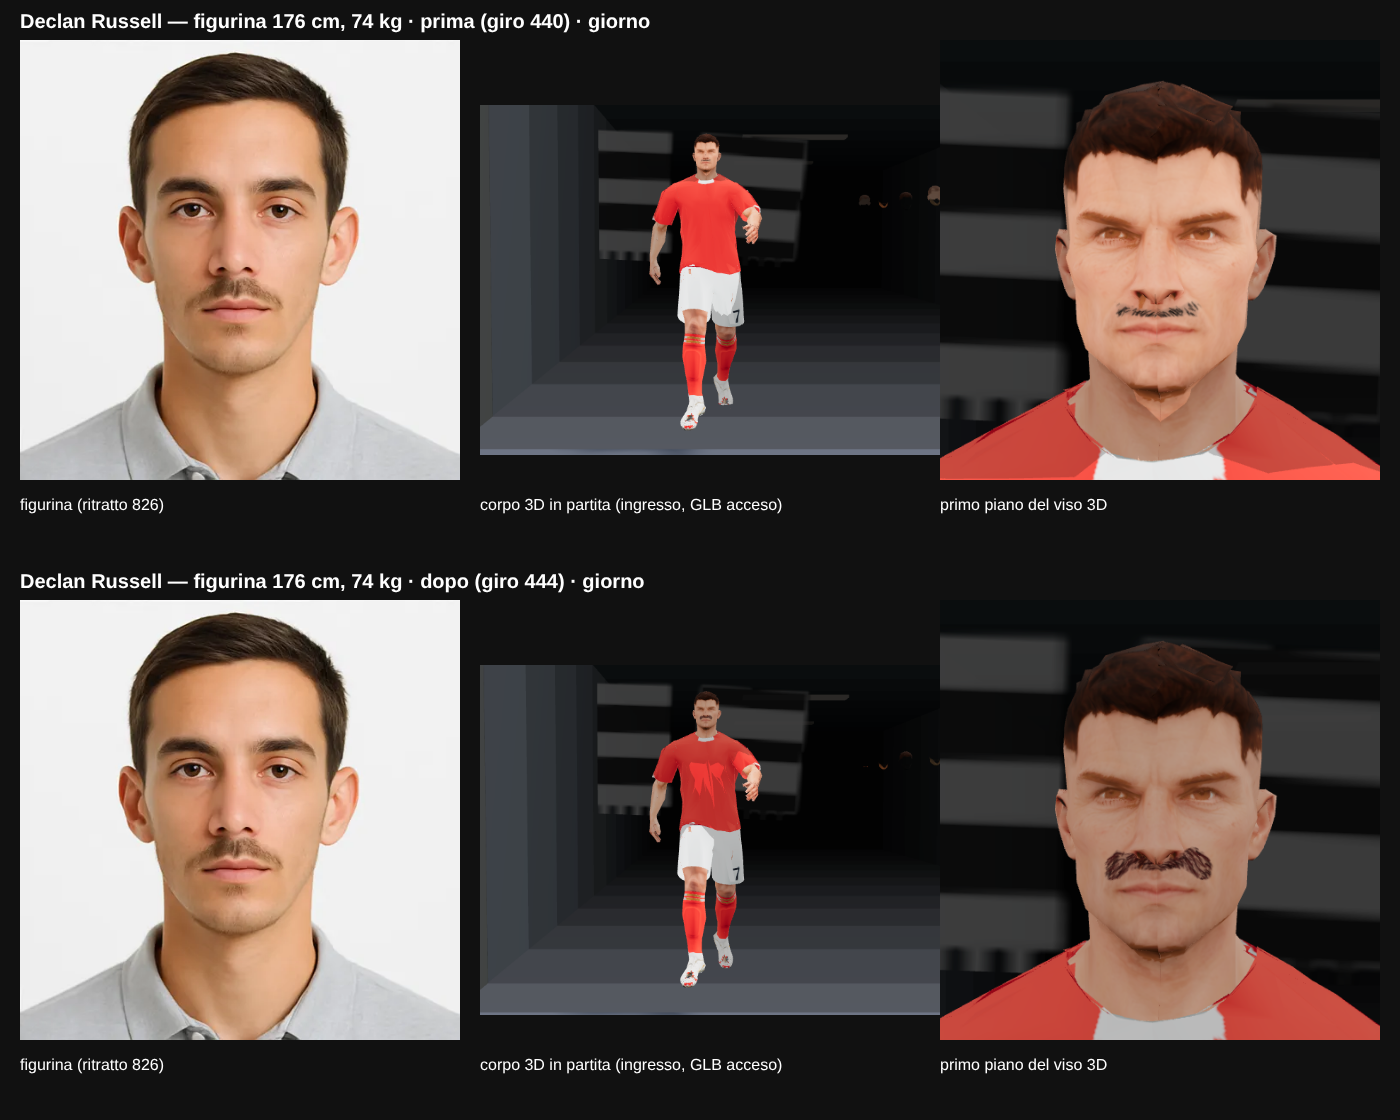 Declan Russell — figurina 176 cm, 74 kg · prima (giro 440) · giorno
7
figurina (ritratto 826)
corpo 3D in partita (ingresso, GLB acceso)
primo piano del viso 3D
Declan Russell — figurina 176 cm, 74 kg · dopo (giro 444) · giorno
7
figurina (ritratto 826)
corpo 3D in partita (ingresso, GLB acceso)
primo piano del viso 3D